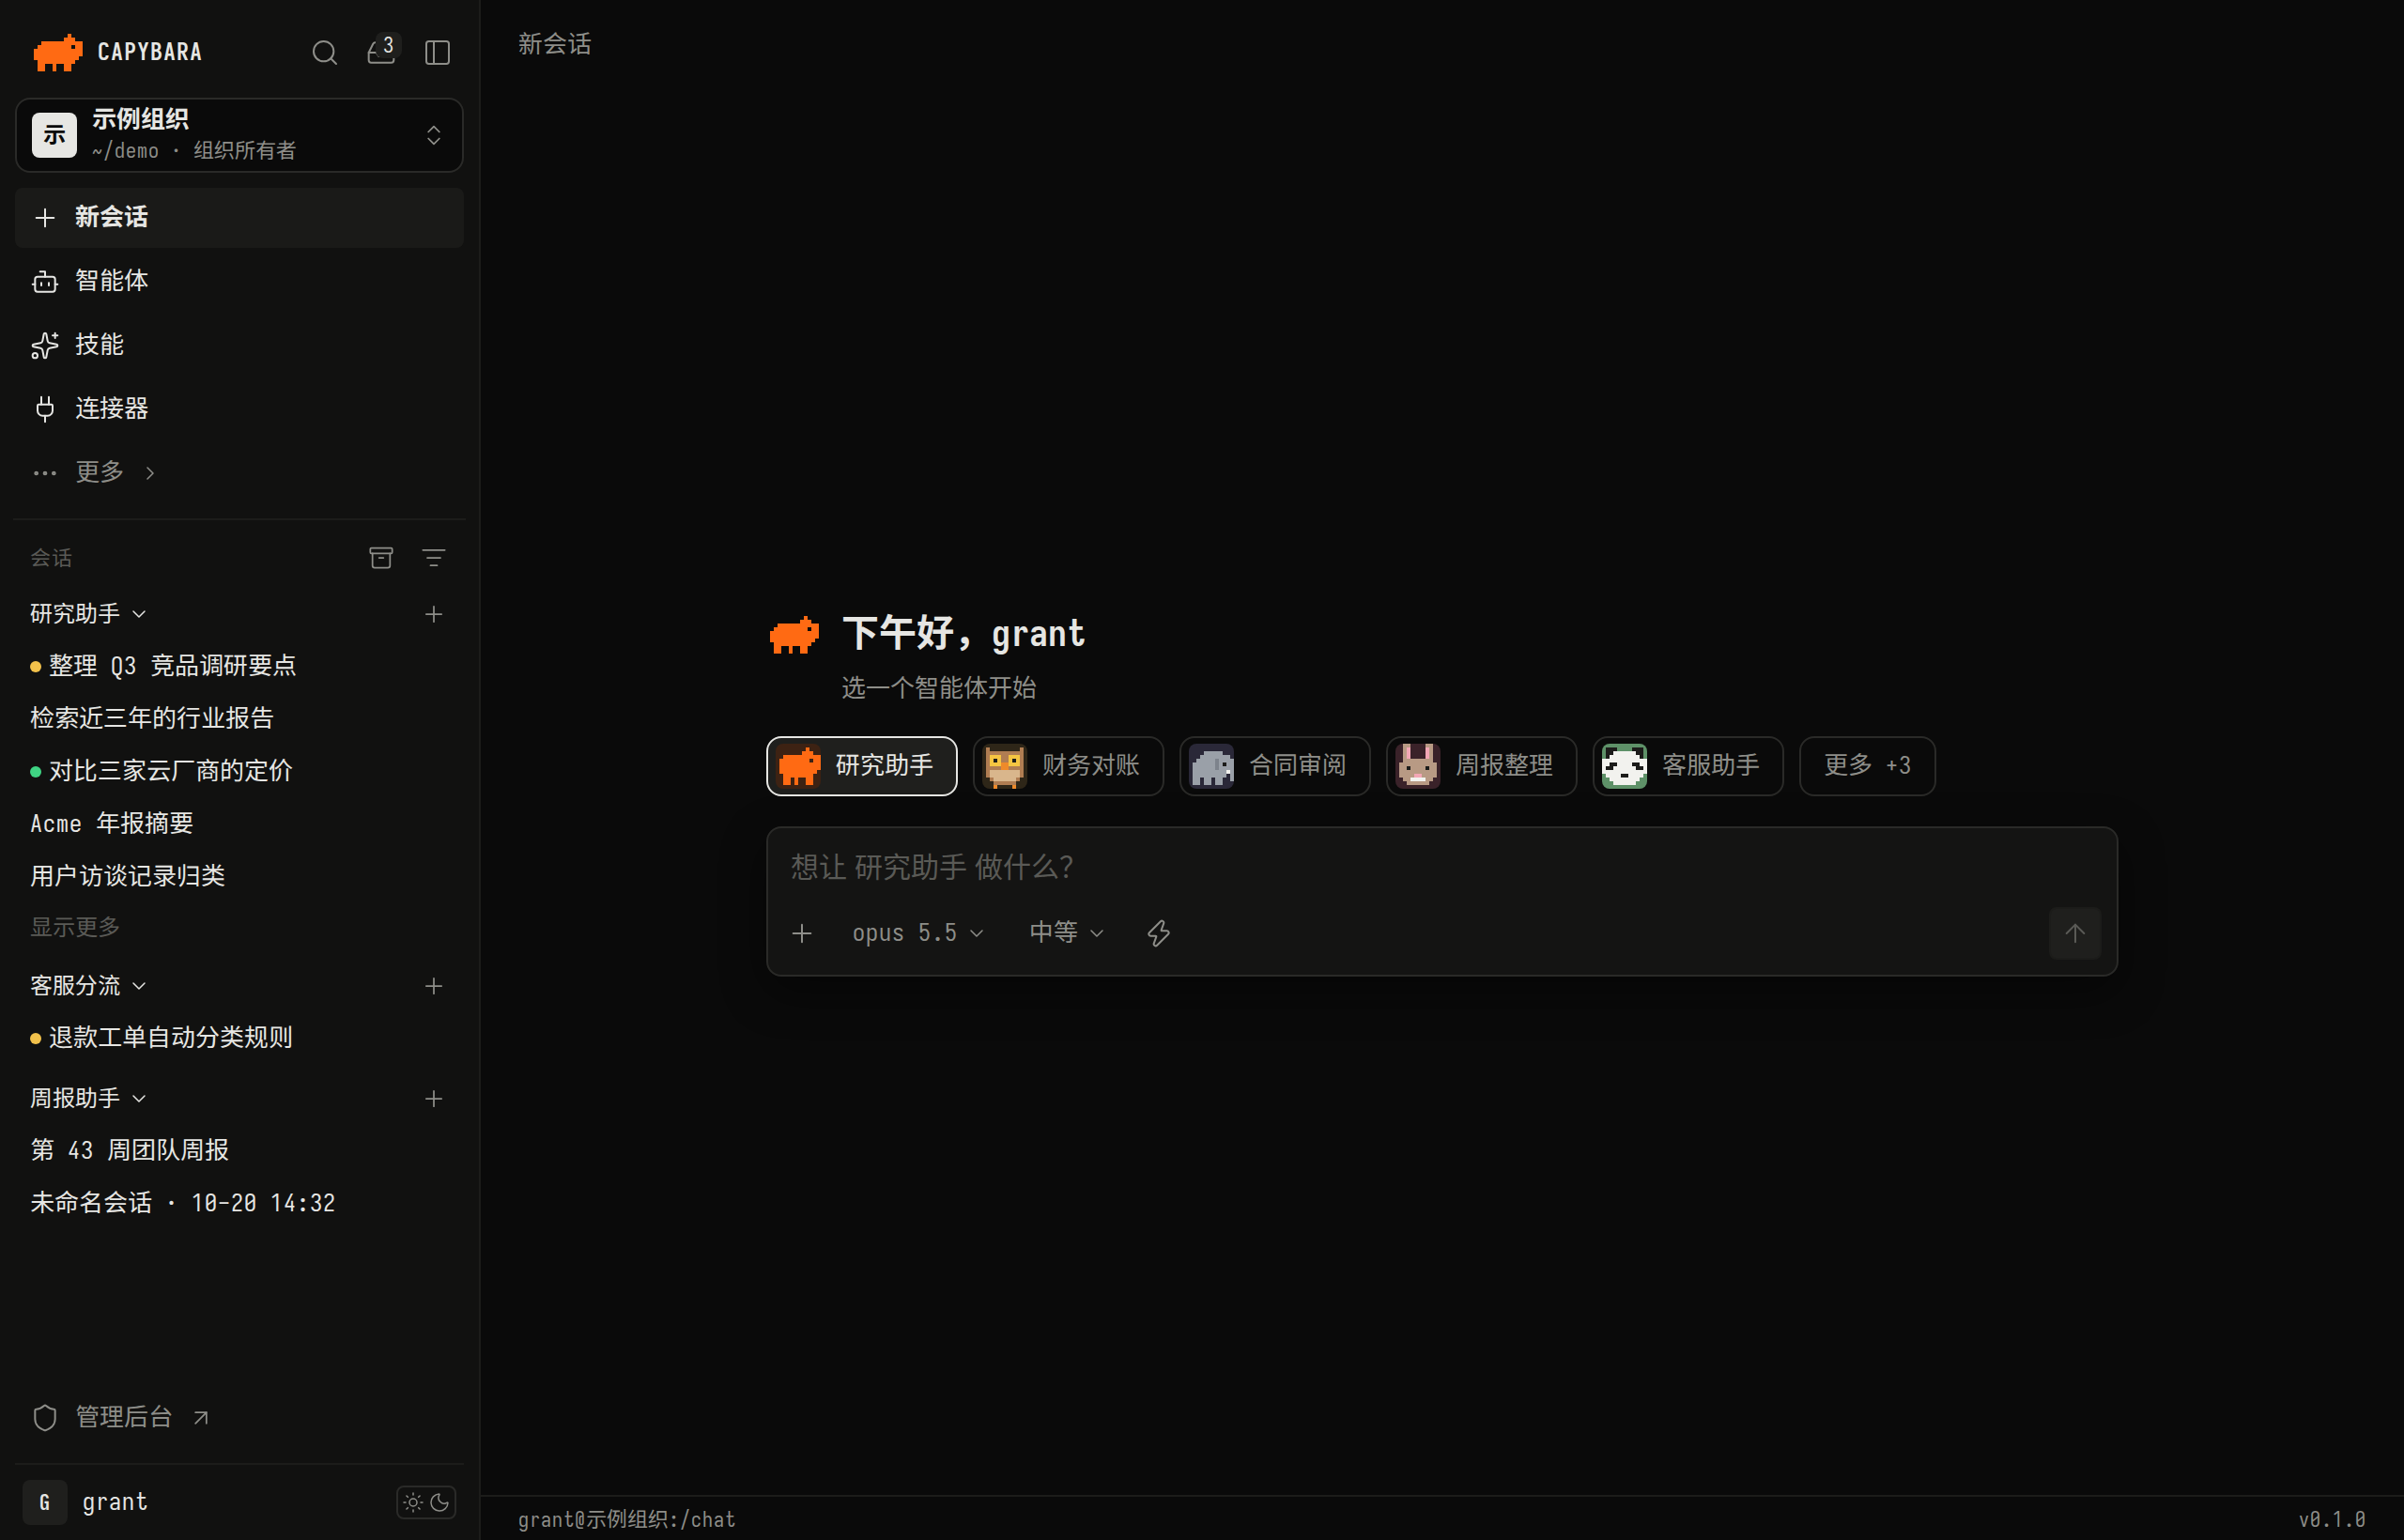 CAPYBARA
3
示
示例组织
~/demo · 组织所有者
新会话
智能体
技能
连接器
更多
会话
研究助手
整理 Q3 竞品调研要点
检索近三年的行业报告
对比三家云厂商的定价
Acme 年报摘要
用户访谈记录归类
显示更多
客服分流
退款工单自动分类规则
周报助手
第 43 周团队周报
未命名会话 · 10-20 14:32
管理后台
G grant
新会话
下午好，grant
选一个智能体开始
研究助手 财务对账 合同审阅 周报整理 客服助手 更多 +3
想让 研究助手 做什么？
opus 5.5 中等
grant@示例组织:/chat
v0.1.0